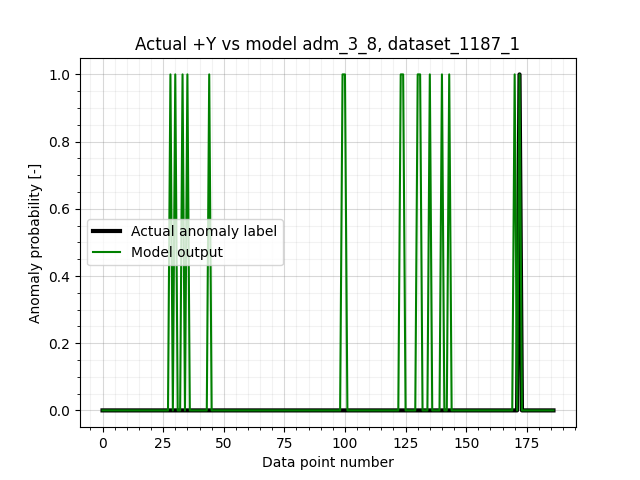 Actual +Y vs model adm_3_8, dataset_1187_1
1.0
0.8
0.6
0.4
0.2
0.0
Anomaly probability [-]
Actual anomaly label
Model output
0 25 50 75 100 125 150 175
Data point number